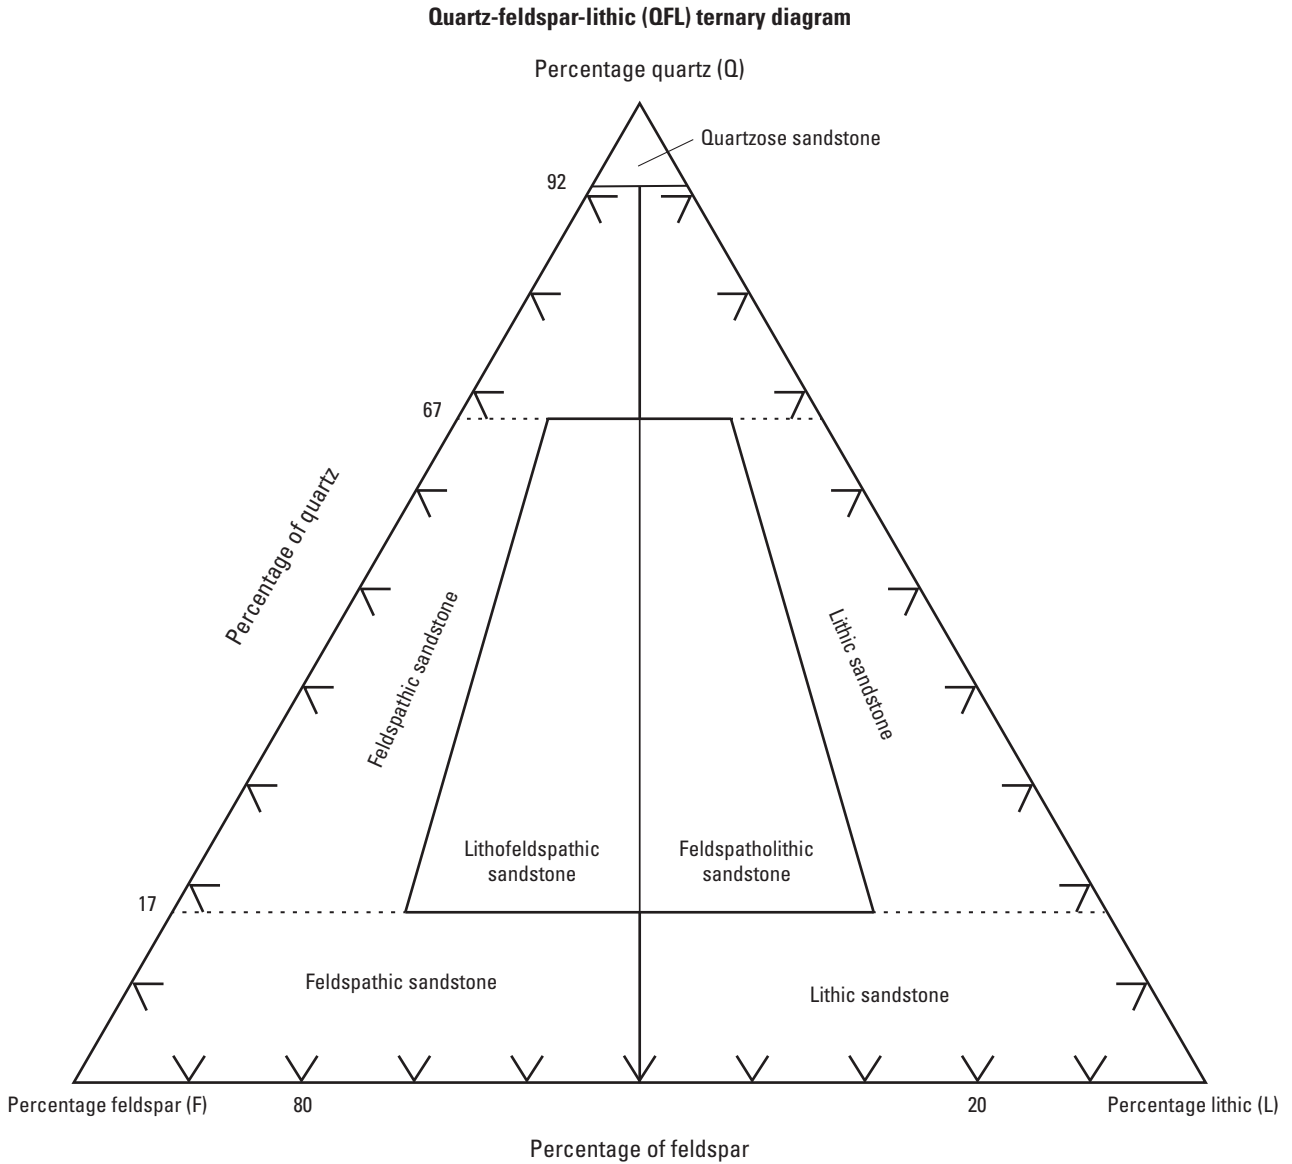 Quartz-feldspar-lithic (QFL) ternary diagram
Percentage quartz (Q)
Quartzose sandstone
92
67
Percentage of quartz
Feldspathic sandstone
Lithic sandstone
Lithofeldspathic
sandstone
Feldspatholithic
sandstone
17
Feldspathic sandstone
Lithic sandstone
Percentage feldspar (F)
80
20
Percentage lithic (L)
Percentage of feldspar